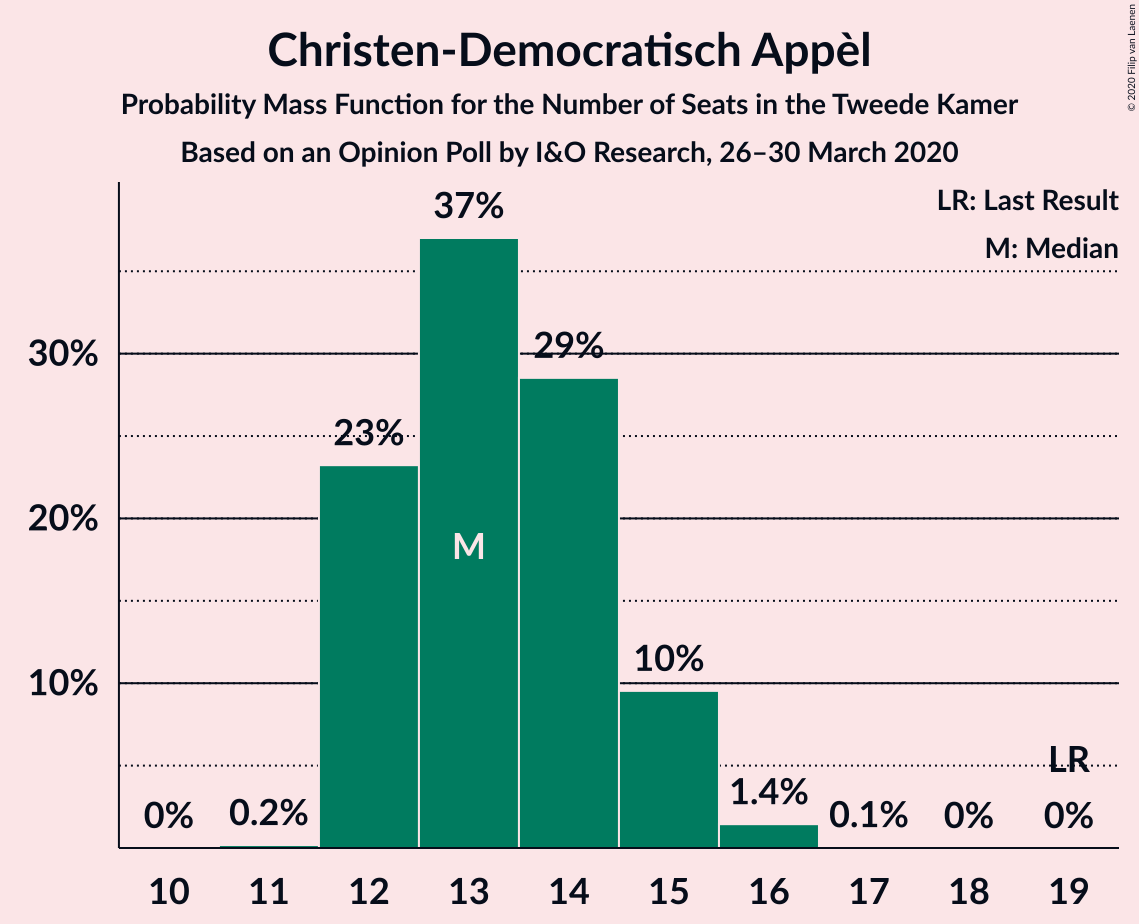 Christen-Democratisch Appèl
Probability Mass Function for the Number of Seats in the Tweede Kamer
Based on an Opinion Poll by I&O Research, 26–30 March 2020
© 2020 Filip van Laenen
LR: Last Result
M: Median
37%
30%
29%
23%
20%
M
10%
10%
LR
0%
0.2%
1.4%
0.1%
0%
0%
10 11 12 13 14 15 16 17 18 19